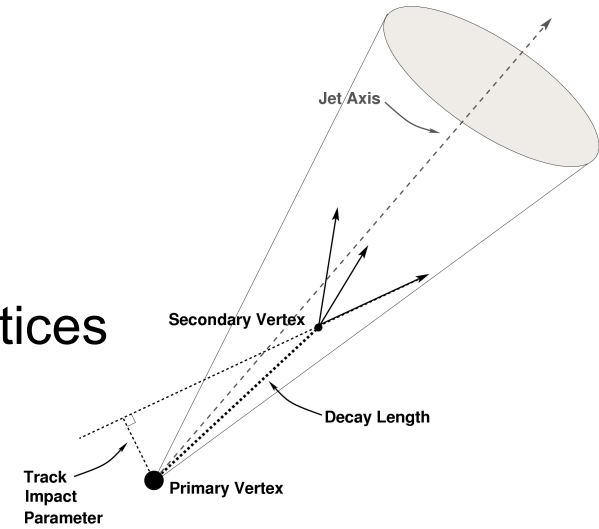 Jet Axis
tices
Secondary Vertex
Decay Length
Track
Impact
Parameter
Primary Vertex